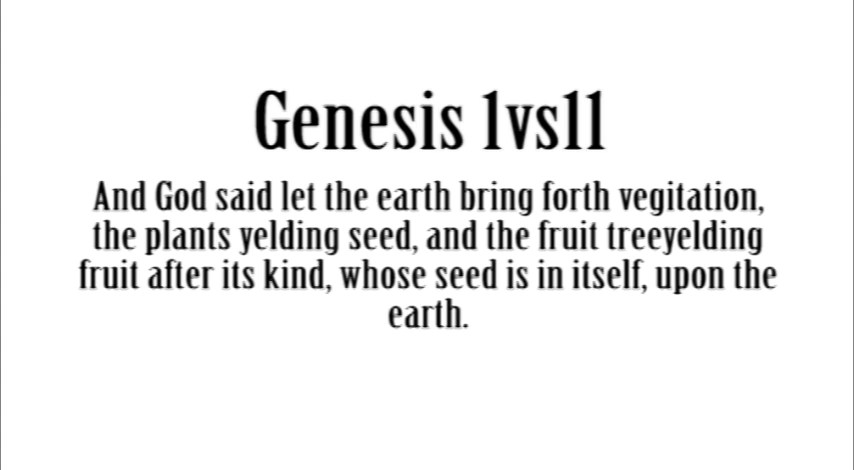 Genesis 1vs11
And God said let the earth bring forth vegitation,
the plants yelding seed, and the fruit treeyelding
fruit after its kind, whose seed is in itself, upon the
earth.